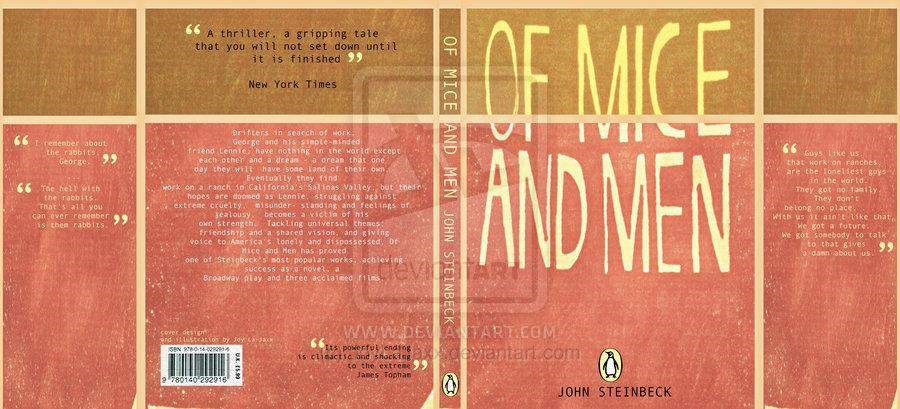 “ A thriller, a gripping tale
that you will not set down until
it is finished ”
New York Times
“ I remember about
the rabbits,
George. ”
“ The hell with
the rabbits.
That's all you
can ever remember
is them rabbits. ”
Drifters in search of work,
George and his simple-minded
friend Lennie, have nothing in the world except
each other and a dream - a dream that one
day they will have some land of their own.
Eventually they find
work on a ranch in California's Salinas Valley, but their
hopes are doomed as Lennie, struggling against
extreme cruelty, misunder- standing and feelings of
jealousy, becomes a victim of his
own strength. Tackling universal themes,
friendship and a shared vision, and giving
voice to America's lonely and dispossessed, Of
Mice and Men has proved
one of Steinbeck's most popular works, achieving
success as a novel, a
Broadway play and three acclaimed films.
cover design
and illustration by Joy La-Jack
ISBN 978-0-14-029291-6
9 780140 292916
UK £5.99
“ Its powerful ending
is climactic and shocking
to the extreme ”
James Topham
OF MICE AND MEN JOHN STEINBECK
OF MICE
AND MEN
JOHN STEINBECK
“ Guys like us,
that work on ranches,
are the loneliest guys
in the world.
They got no family.
They don't
belong no place.
With us it ain't like that,
We got a future.
We got somebody to talk
to that gives
a damn about us. ”
deviantART
WWW.DEVIANTART.COM
.deviantart.com